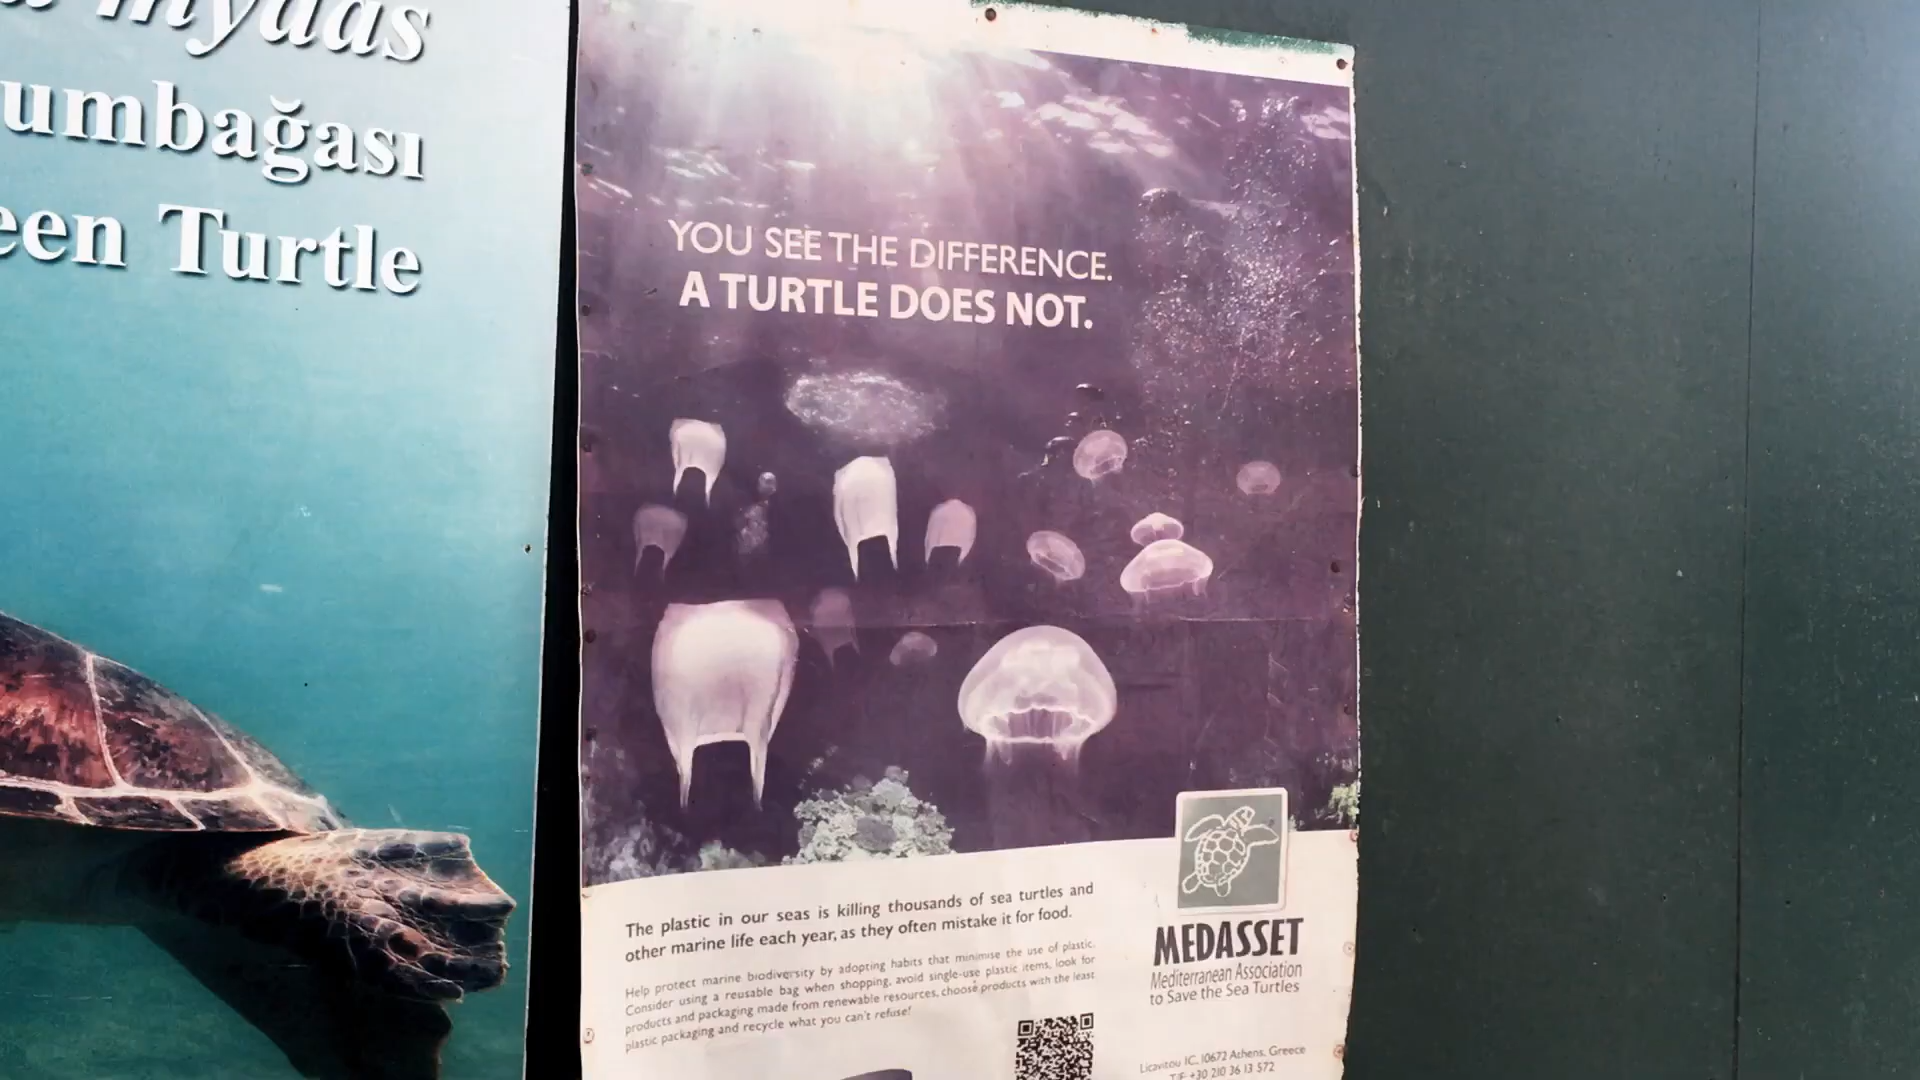 mydas
umbağası
een Turtle
YOU SEE THE DIFFERENCE.
A TURTLE DOES NOT.
The plastic in our seas is killing thousands of sea turtles and
other marine life each year, as they often mistake it for food.
Help protect marine biodiversity by adopting habits that minimise the use of plastic.
Consider using a reusable bag when shopping, avoid single-use plastic items, look for
products and packaging made from renewable resources, choose products with the least
plastic packaging and recycle what you can't refuse!
MEDASSET
Mediterranean Association
to Save the Sea Turtles
Licavitou 1C, 10672 Athens, Greece
T/F +30 210 36 13 572